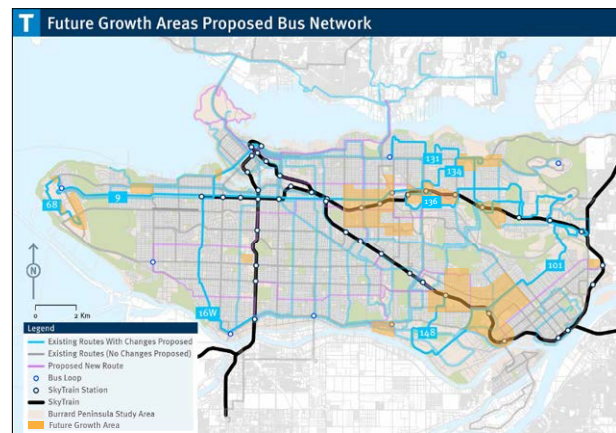 T Future Growth Areas Proposed Bus Network
131
134
9
68
136
101
N
16W
148
0 2 Km
Legend
Existing Routes With Changes Proposed
Existing Routes (No Changes Proposed)
Proposed New Route
Bus Loop
SkyTrain Station
SkyTrain
Burrard Peninsula Study Area
Future Growth Area